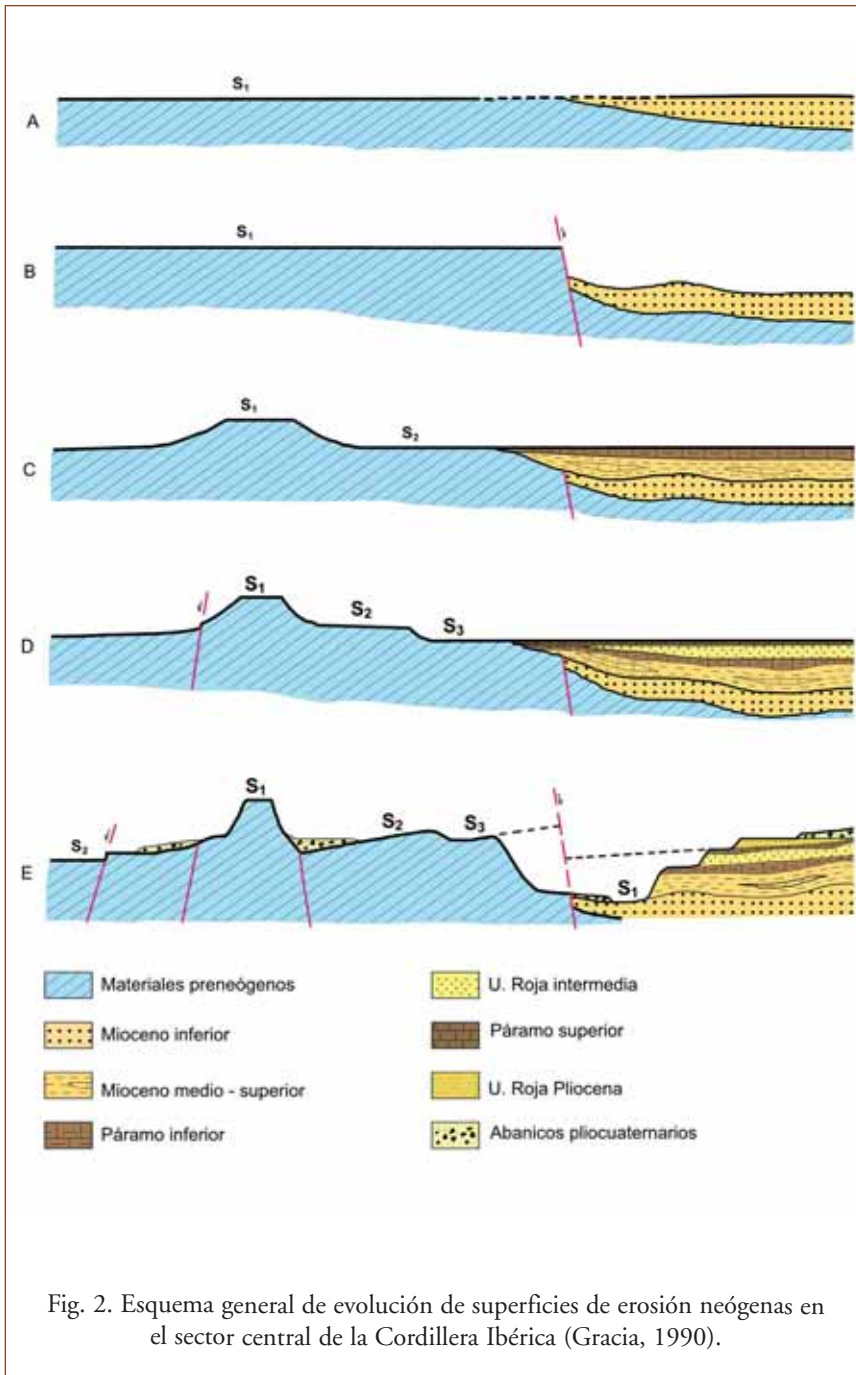 S₁
A
S₁
B
S₁
S₂
C
S₁
S₂
S₃
D
S₁
S₂
S₃
S₂
S₁
E
Materiales preneógenos
Mioceno inferior
Mioceno medio - superior
Páramo inferior
U. Roja intermedia
Páramo superior
U. Roja Pliocena
Abanicos pliocuaternarios
Fig. 2. Esquema general de evolución de superficies de erosión neógenas en
el sector central de la Cordillera Ibérica (Gracia, 1990).